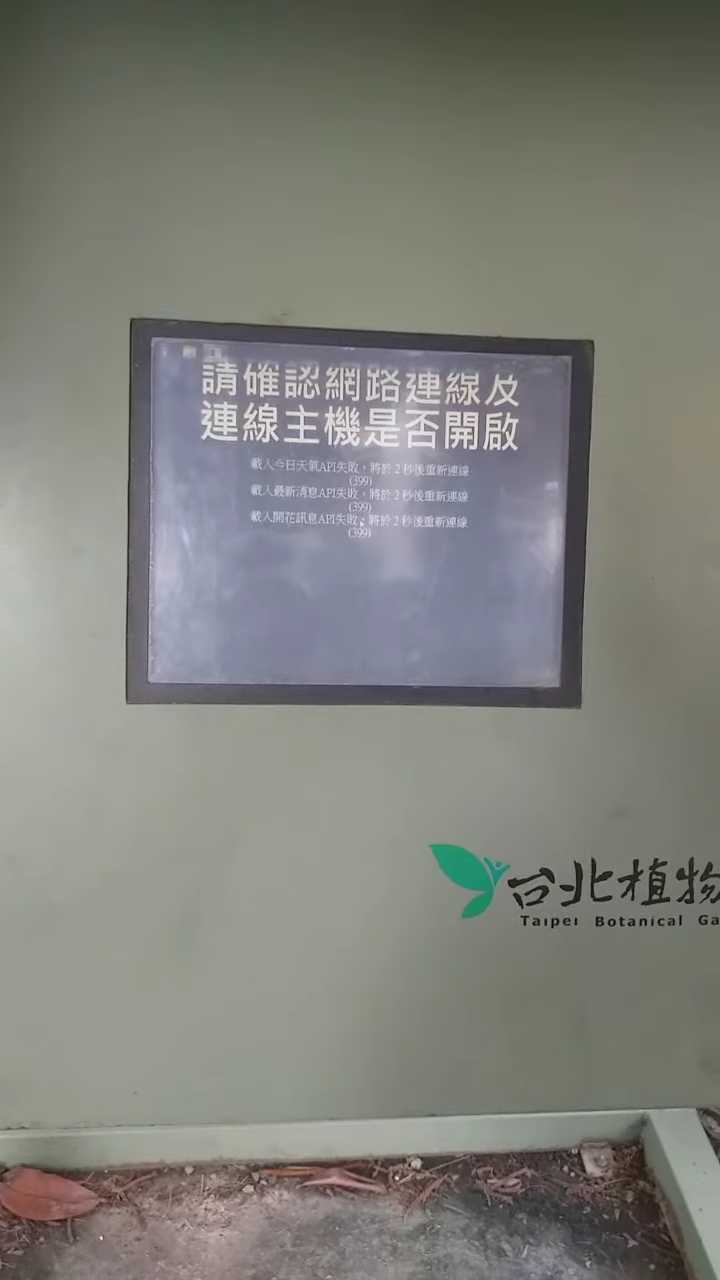 請確認網路連線及
連線主機是否開啟
載入今日天氣API失敗，將於 2 秒後重新連線
(399)
載入最新消息API失敗，將於 2 秒後重新連線
(399)
載入開花訊息API失敗，將於 2 秒後重新連線
(399)
台北植物
Taipei Botanical Ga